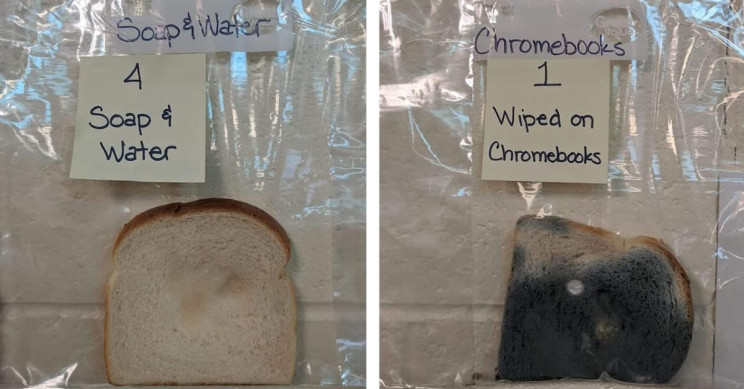 Soap & Water
4
Soap &
Water
Chromebooks
1
Wiped on
Chromebooks